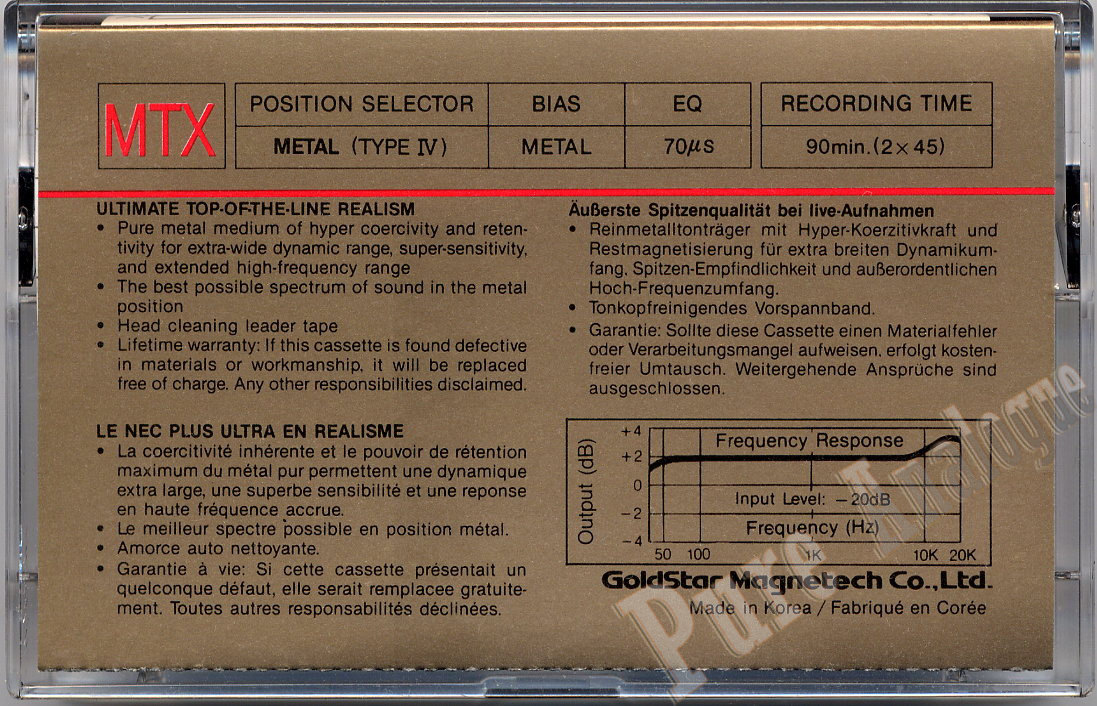 MTX
POSITION SELECTOR BIAS EQ RECORDING TIME
METAL (TYPE IV) METAL 70μs 90min.(2×45)
ULTIMATE TOP-OF-THE-LINE REALISM
• Pure metal medium of hyper coercivity and reten-
tivity for extra-wide dynamic range, super-sensitivity,
and extended high-frequency range
• The best possible spectrum of sound in the metal
position
• Head cleaning leader tape
• Lifetime warranty: If this cassette is found defective
in materials or workmanship, it will be replaced
free of charge. Any other responsibilities disclaimed.
LE NEC PLUS ULTRA EN REALISME
• La coercitivité inhérente et le pouvoir de rétention
maximum du métal pur permettent une dynamique
extra large, une superbe sensibilité et une reponse
en haute fréquence accrue.
• Le meilleur spectre possible en position métal.
• Amorce auto nettoyante.
• Garantie à vie: Si cette cassette présentait un
quelconque défaut, elle serait remplacee gratuite-
ment. Toutes autres responsabilités déclinées.
Äußerste Spitzenqualität bei live-Aufnahmen
• Reinmetalltonträger mit Hyper-Koerzitivkraft und
Restmagnetisierung für extra breiten Dynamikum-
fang, Spitzen-Empfindlichkeit und außerordentlichen
Hoch-Frequenzumfang.
• Tonkopfreinigendes Vorspannband.
• Garantie: Sollte diese Cassette einen Materialfehler
oder Verarbeitungsmangel aufweisen, erfolgt kosten-
freier Umtausch. Weitergehende Ansprüche sind
ausgeschlossen.
Output (dB)
+4
+2
0
−2
−4
Frequency Response
Input Level: −20dB
Frequency (Hz)
50 100 1K 10K 20K
GoldStar Magnetech Co.,Ltd.
Made in Korea / Fabriqué en Corée
Pure Analogue